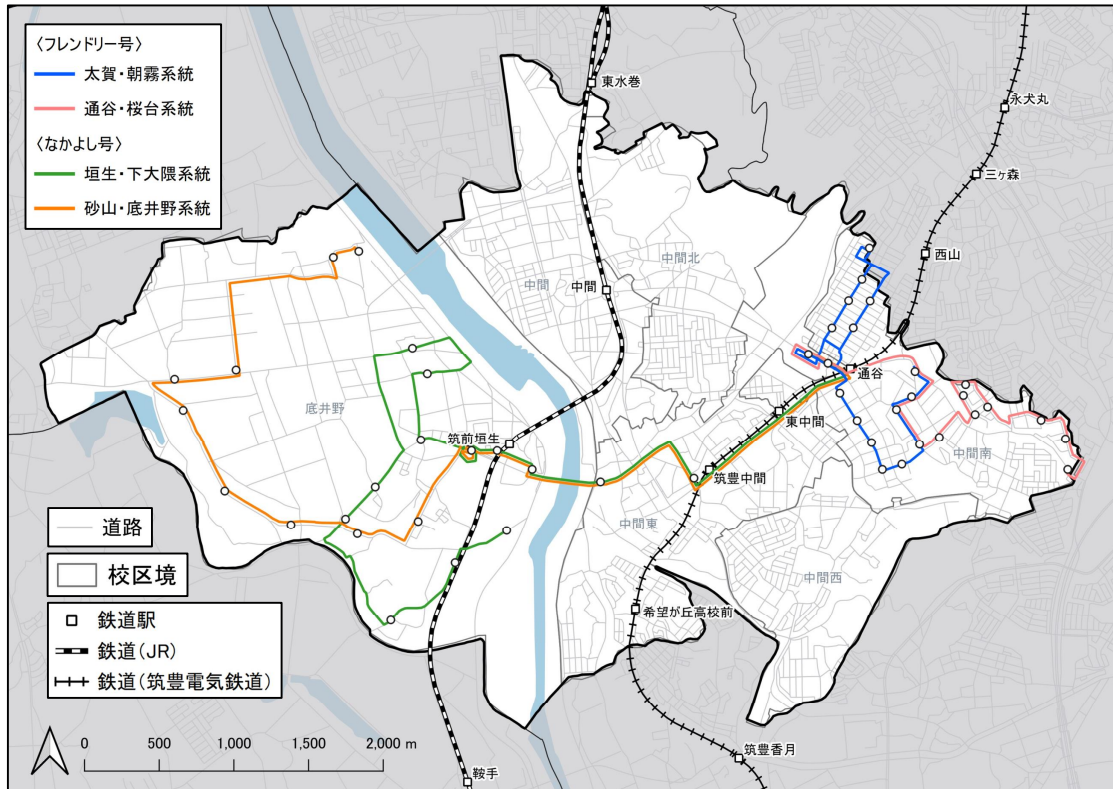 〈フレンドリー号〉
太賀・朝霧系統
通谷・桜台系統
<なかよし号>
垣生・下大隈系統
砂山・底井野系統
東水巻
永犬丸
三ヶ森
西山
中間北
中間
中間
通谷
底井野
筑前垣生
東中間
中間南
筑豊中間
中間東
中間西
希望が丘高校前
筑豊香月
鞍手
道路
校区境
鉄道駅
鉄道(JR)
鉄道(筑豊電気鉄道)
0 500 1,000 2,000 m